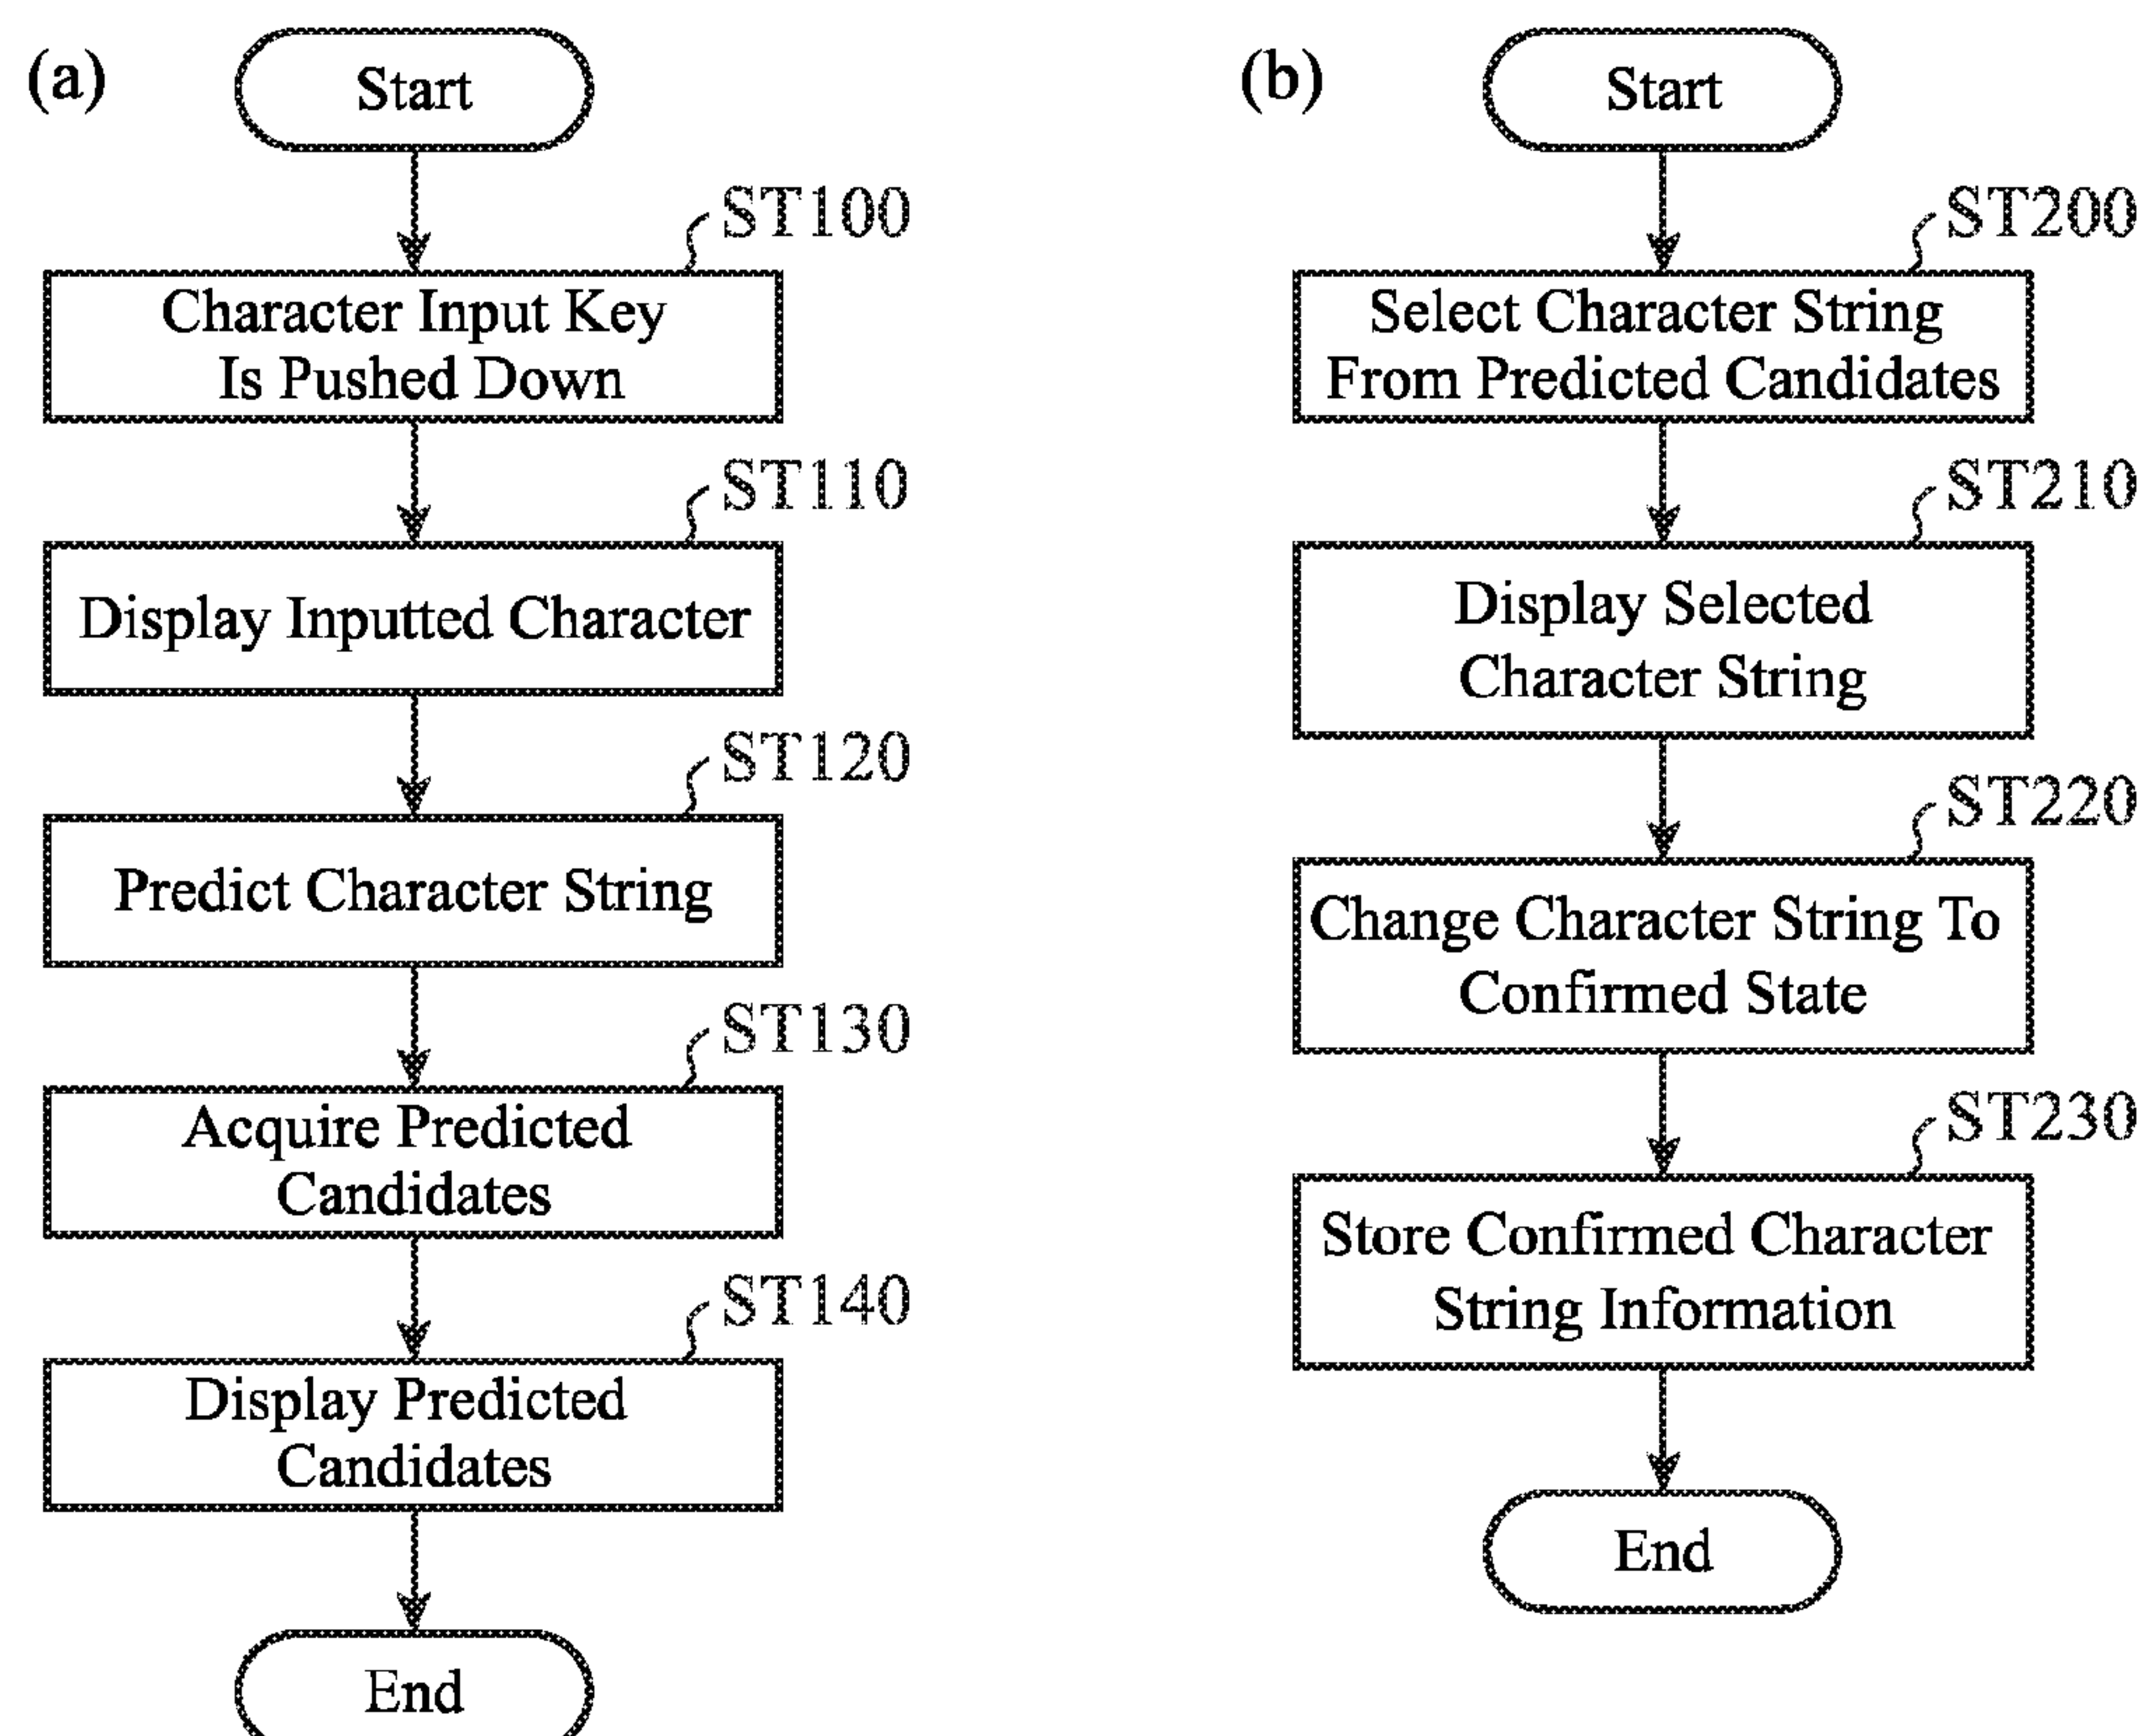 (a)
Start
ST100
Character Input Key
Is Pushed Down
ST110
Display Inputted Character
ST120
Predict Character String
ST130
Acquire Predicted
Candidates
ST140
Display Predicted
Candidates
End
(b)
Start
ST200
Select Character String
From Predicted Candidates
ST210
Display Selected
Character String
ST220
Change Character String To
Confirmed State
ST230
Store Confirmed Character
String Information
End